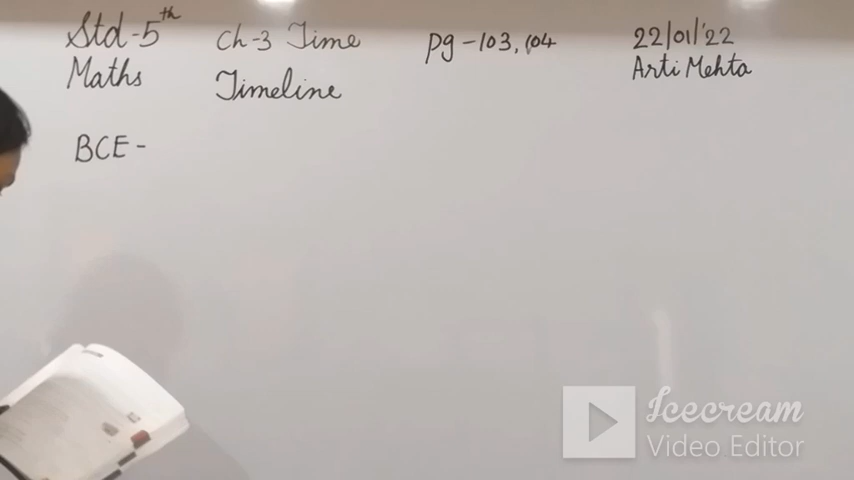 Std-5th Ch-3 Time Pg-103,104 22/01/'22
Maths Timeline Arti Mehta
BCE -
Icecream
Video Editor